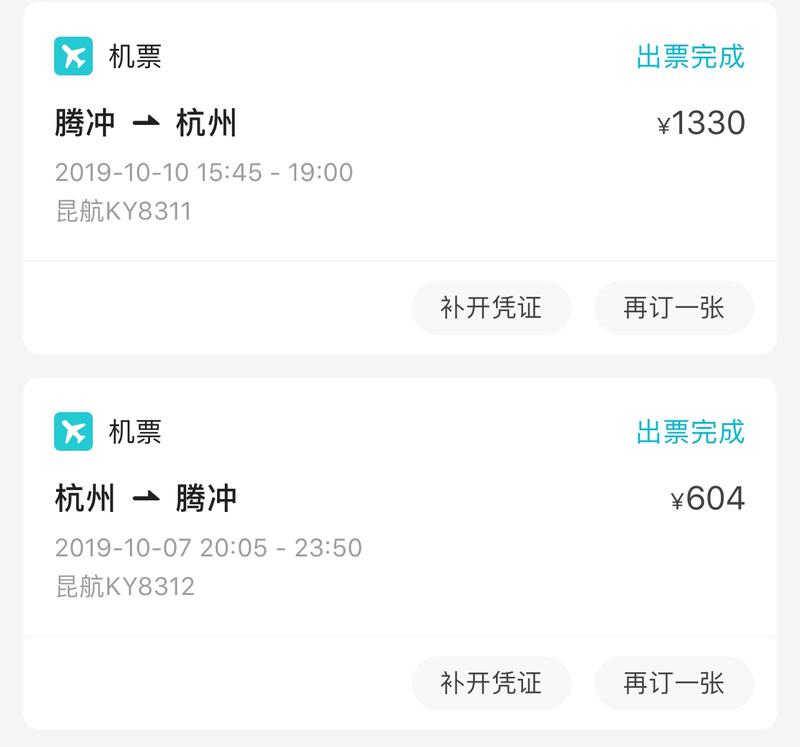 机票 出票完成
腾冲 ⇀ 杭州 ¥1330
2019-10-10 15:45 - 19:00
昆航KY8311
补开凭证 再订一张
机票 出票完成
杭州 ⇀ 腾冲 ¥604
2019-10-07 20:05 - 23:50
昆航KY8312
补开凭证 再订一张